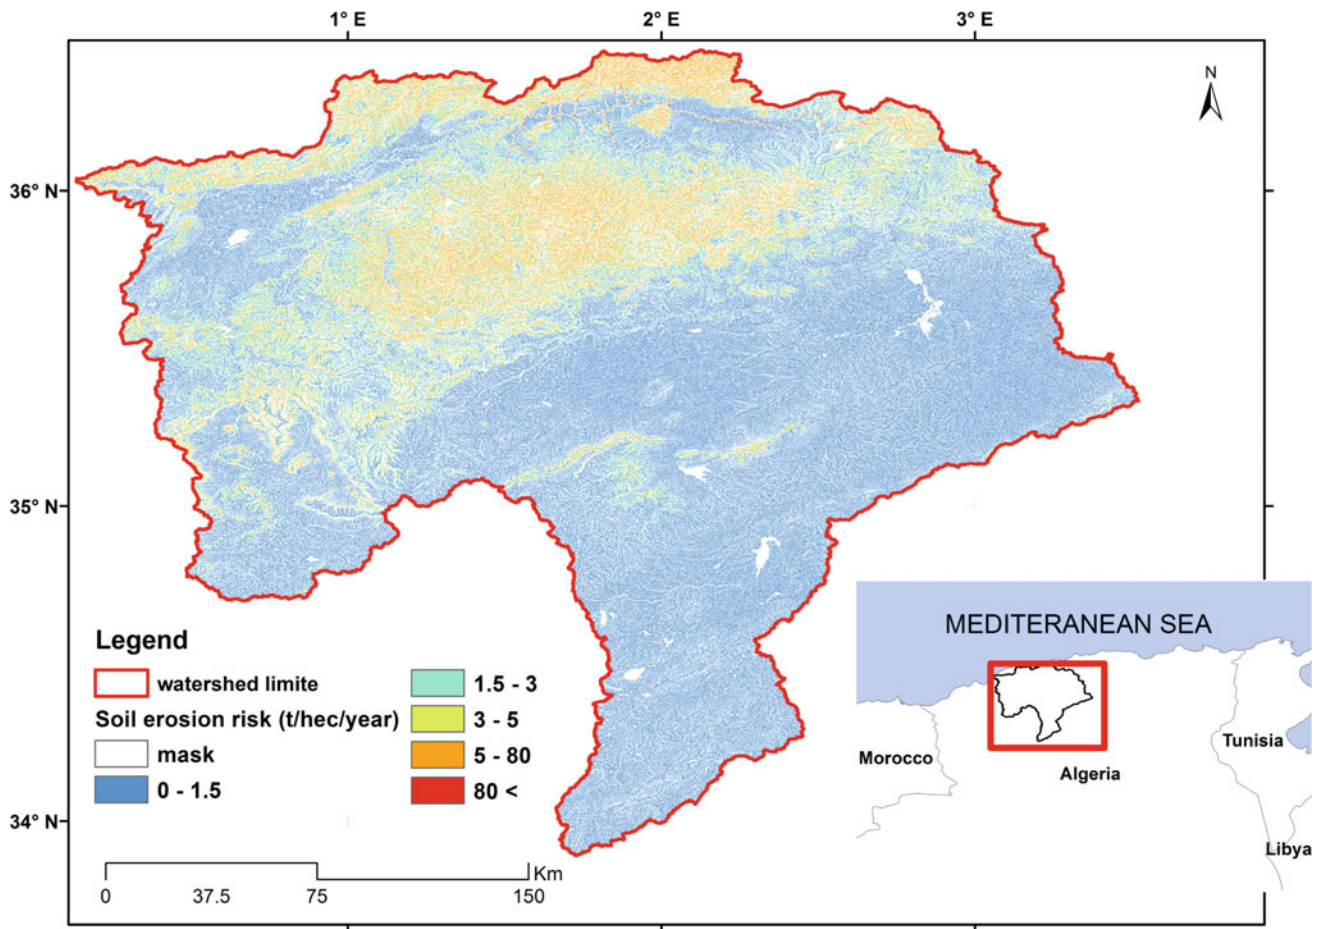 1° E 2° E 3° E
N
36° N
35° N
34° N
Legend
watershed limite
Soil erosion risk (t/hec/year)
mask
0 - 1.5
1.5 - 3
3 - 5
5 - 80
80 <
Km
0 37.5 75 150
MEDITERANEAN SEA
Morocco
Algeria
Tunisia
Libya